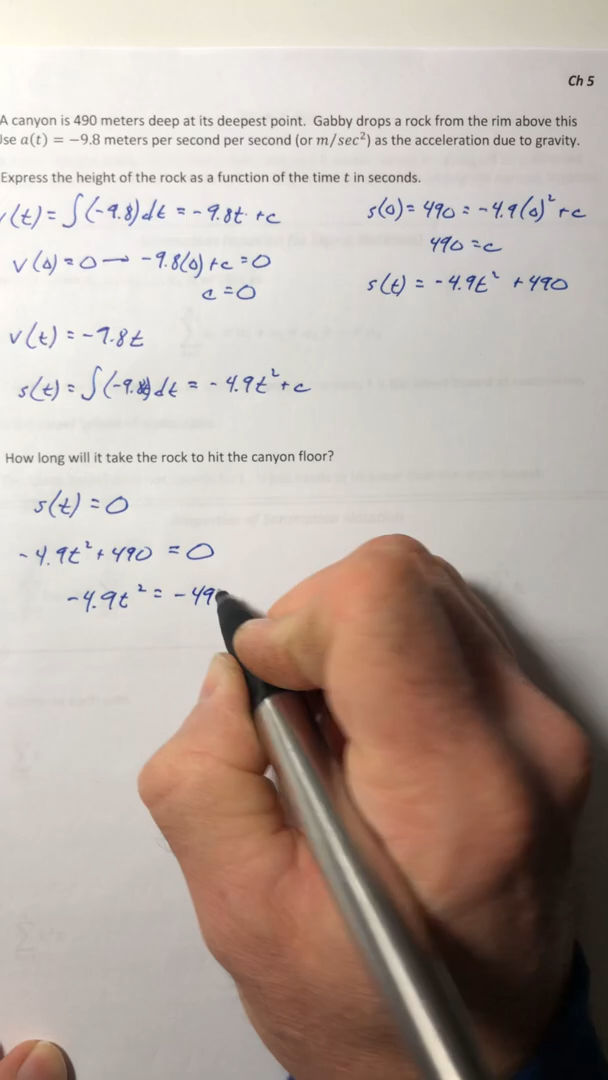 Ch 5
A canyon is 490 meters deep at its deepest point. Gabby drops a rock from the rim above this
Use a(t) = −9.8 meters per second per second (or m/sec²) as the acceleration due to gravity.
Express the height of the rock as a function of the time t in seconds.
v(t) = ∫(-9.8)dt = -9.8t + c
v(0) = 0 → -9.8(0) + c = 0
c = 0
v(t) = -9.8t
s(t) = ∫(-9.8t)dt = -4.9t² + c
s(0) = 490 = -4.9(0)² + c
490 = c
s(t) = -4.9t² + 490
How long will it take the rock to hit the canyon floor?
s(t) = 0
-4.9t² + 490 = 0
-4.9t² = -49